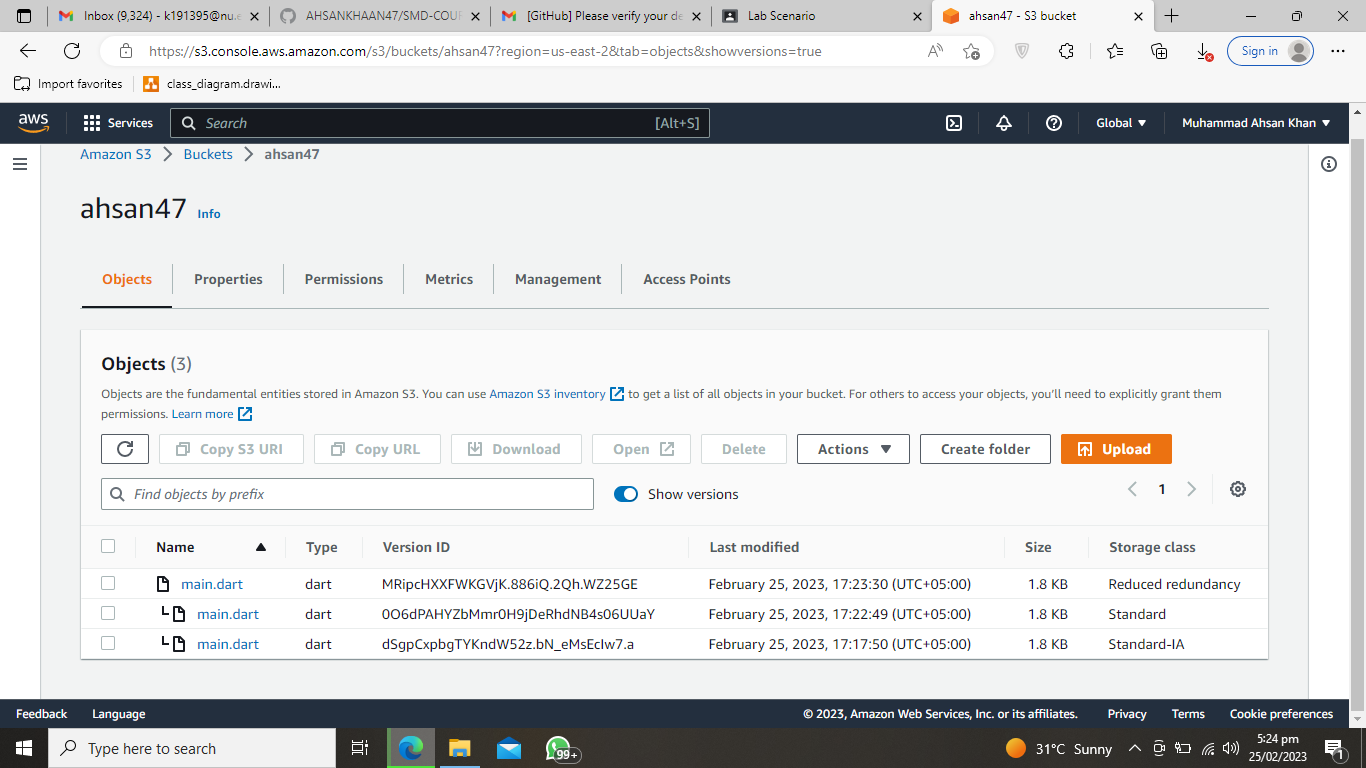 Inbox (9,324) - k191395@nu.e
AHSANKHAAN47/SMD-COUR
[GitHub] Please verify your de
Lab Scenario
ahsan47 - S3 bucket
https://s3.console.aws.amazon.com/s3/buckets/ahsan47?region=us-east-2&tab=objects&showversions=true
Sign in
Import favorites
class_diagram.drawi...
aws
Services
Search
[Alt+S]
Global
Muhammad Ahsan Khan
Amazon S3 > Buckets > ahsan47
ahsan47 Info
Objects
Properties
Permissions
Metrics
Management
Access Points
Objects (3)
Objects are the fundamental entities stored in Amazon S3. You can use Amazon S3 inventory to get a list of all objects in your bucket. For others to access your objects, you'll need to explicitly grant them
permissions. Learn more
Copy S3 URI
Copy URL
Download
Open
Delete
Actions
Create folder
Upload
Find objects by prefix
Show versions
1
Name Type Version ID Last modified Size Storage class
main.dart dart MRipcHXXFWKGVjK.886iQ.2Qh.WZ25GE February 25, 2023, 17:23:30 (UTC+05:00) 1.8 KB Reduced redundancy
main.dart dart 0O6dPAHYZbMmr0H9jDeRhdNB4s06UUaY February 25, 2023, 17:22:49 (UTC+05:00) 1.8 KB Standard
main.dart dart dSgpCxpbgTYKndW52z.bN_eMsEcIw7.a February 25, 2023, 17:17:50 (UTC+05:00) 1.8 KB Standard-IA
Feedback
Language
© 2023, Amazon Web Services, Inc. or its affiliates.
Privacy
Terms
Cookie preferences
Type here to search
99+
31°C Sunny
5:24 pm
25/02/2023
1